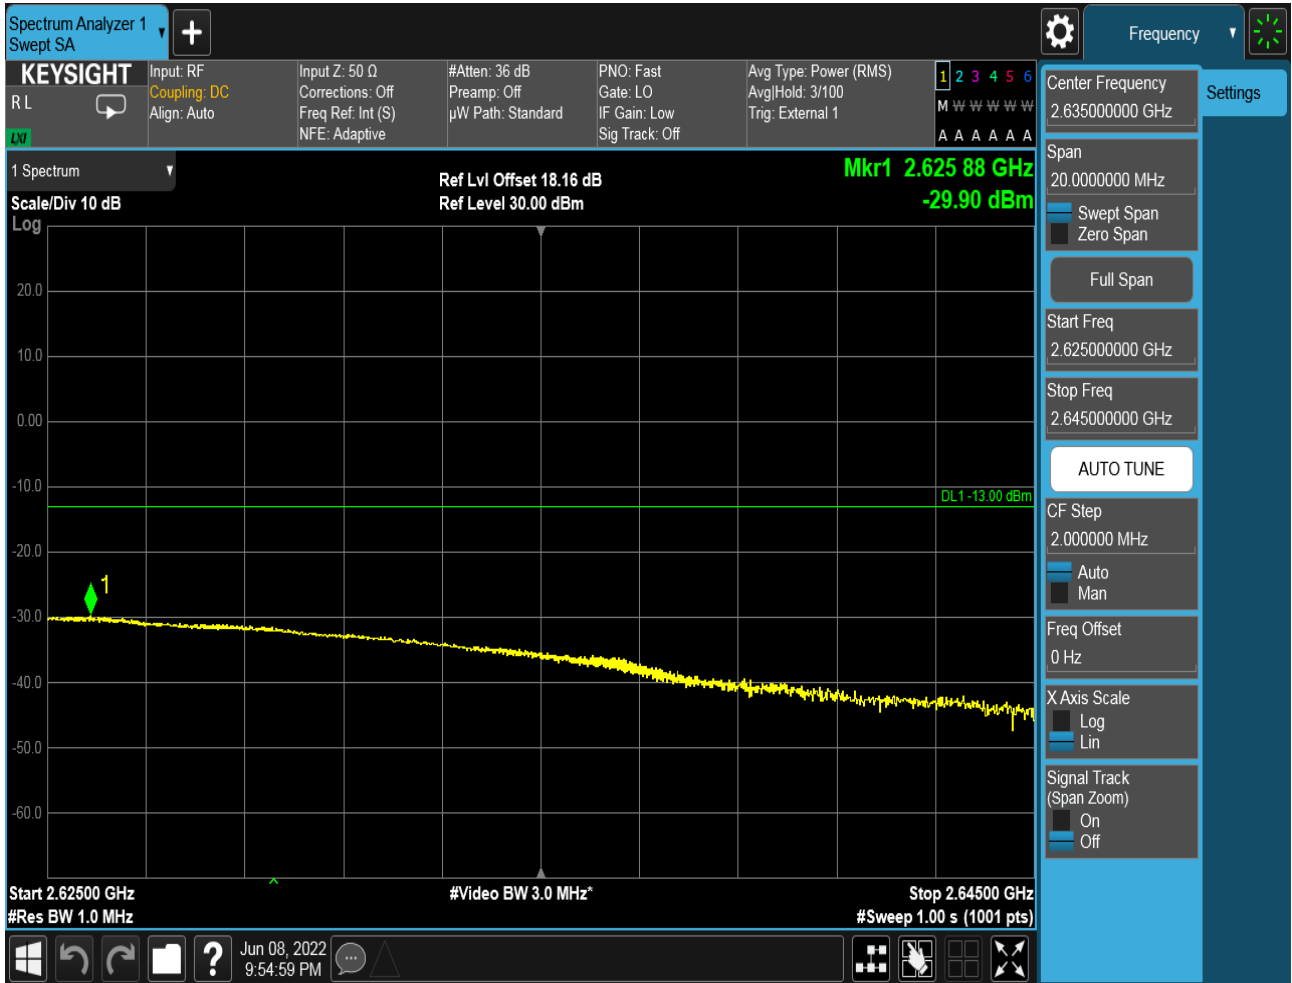 Spectrum Analyzer 1
Swept SA
Frequency
KEYSIGHT
R L
LXI
Input: RF
Coupling: DC
Align: Auto
Input Z: 50 Ω
Corrections: Off
Freq Ref: Int (S)
NFE: Adaptive
#Atten: 36 dB
Preamp: Off
µW Path: Standard
PNO: Fast
Gate: LO
IF Gain: Low
Sig Track: Off
Avg Type: Power (RMS)
Avg|Hold: 3/100
Trig: External 1
1 2 3 4 5 6
M W W W W W
A A A A A A
1 Spectrum
Scale/Div 10 dB
Log
Ref Lvl Offset 18.16 dB
Ref Level 30.00 dBm
Mkr1 2.625 88 GHz
-29.90 dBm
20.0
10.0
0.00
-10.0
DL1 -13.00 dBm
-20.0
1
-30.0
-40.0
-50.0
-60.0
Start 2.62500 GHz
#Video BW 3.0 MHz*
Stop 2.64500 GHz
#Res BW 1.0 MHz
#Sweep 1.00 s (1001 pts)
Jun 08, 2022
9:54:59 PM
Center Frequency
2.635000000 GHz
Settings
Span
20.0000000 MHz
Swept Span
Zero Span
Full Span
Start Freq
2.625000000 GHz
Stop Freq
2.645000000 GHz
AUTO TUNE
CF Step
2.000000 MHz
Auto
Man
Freq Offset
0 Hz
X Axis Scale
Log
Lin
Signal Track
(Span Zoom)
On
Off